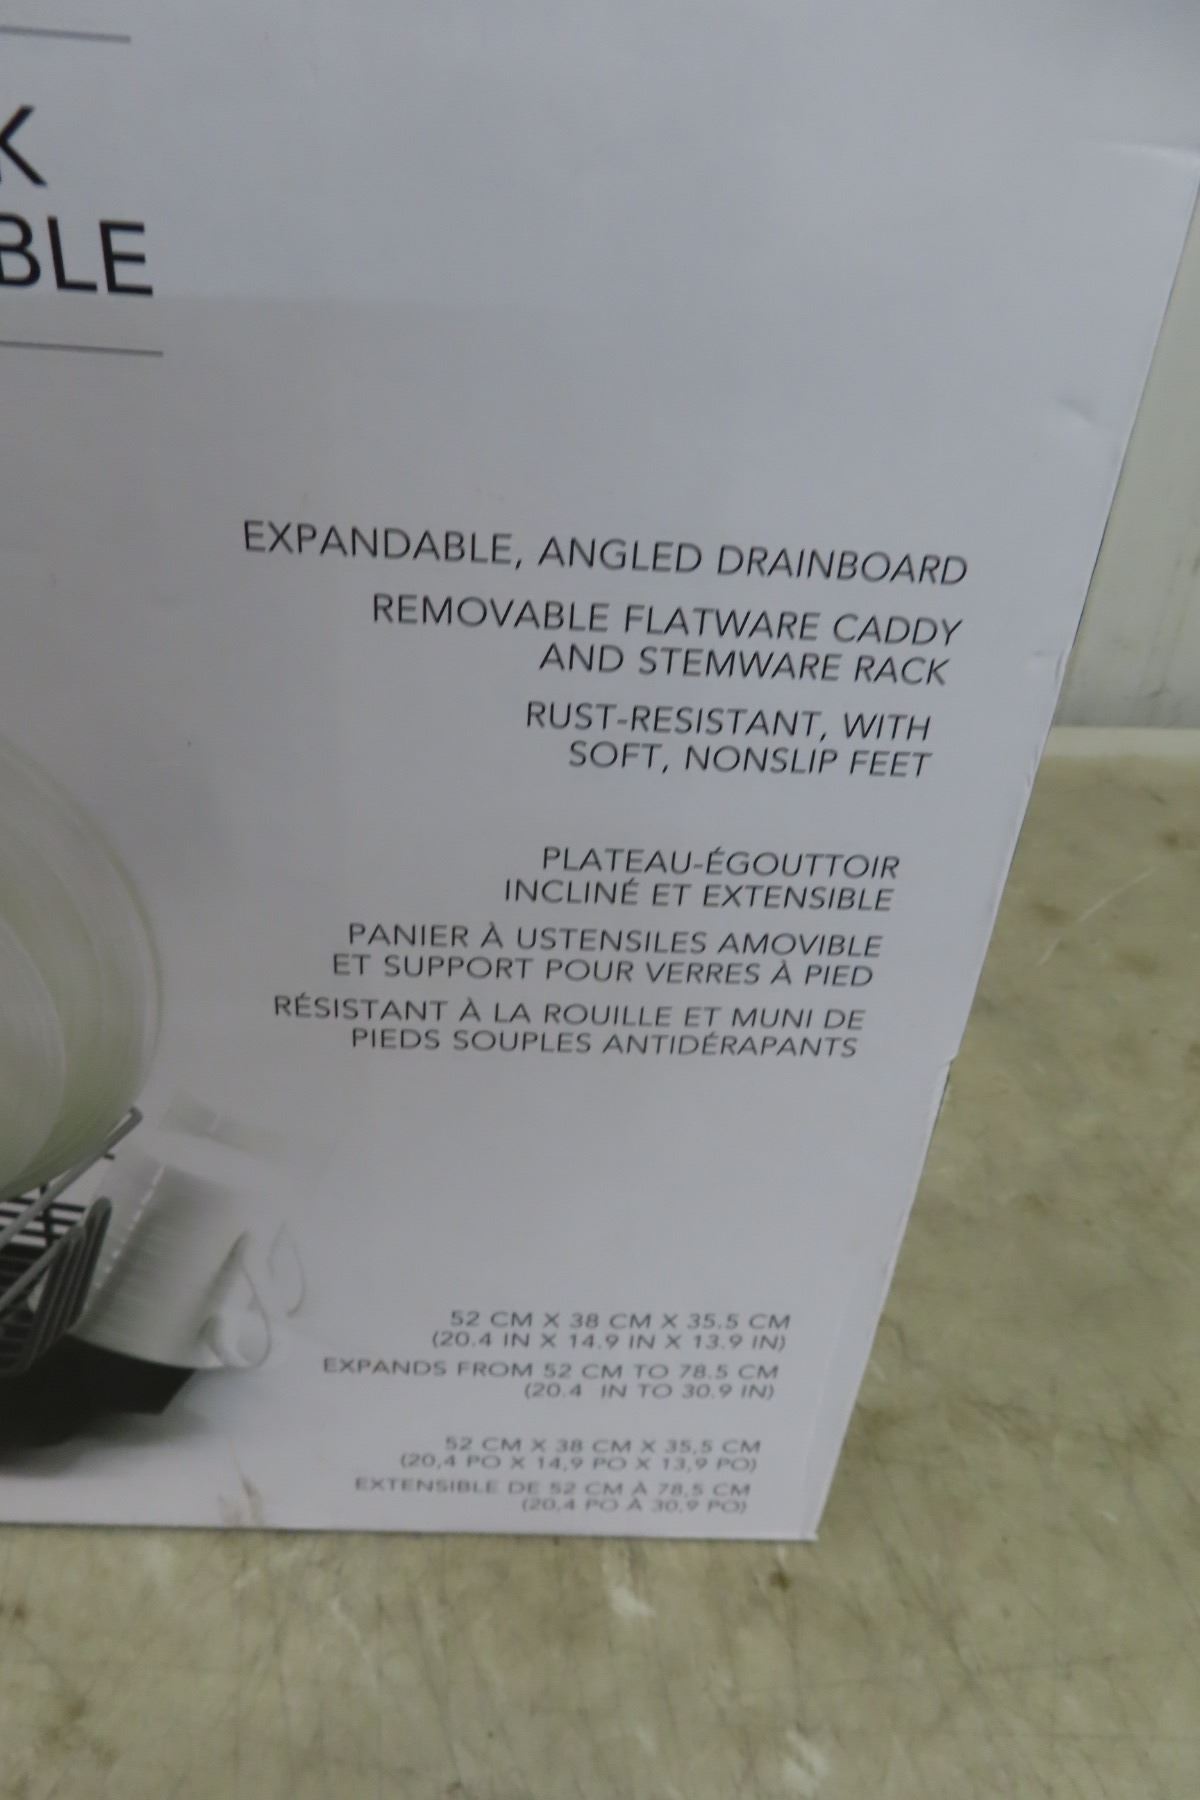 K
BLE
EXPANDABLE, ANGLED DRAINBOARD
REMOVABLE FLATWARE CADDY
AND STEMWARE RACK
RUST-RESISTANT, WITH
SOFT, NONSLIP FEET
PLATEAU-ÉGOUTTOIR
INCLINÉ ET EXTENSIBLE
PANIER À USTENSILES AMOVIBLE
ET SUPPORT POUR VERRES À PIED
RÉSISTANT À LA ROUILLE ET MUNI DE
PIEDS SOUPLES ANTIDÉRAPANTS
52 CM X 38 CM X 35.5 CM
(20.4 IN X 14.9 IN X 13.9 IN)
EXPANDS FROM 52 CM TO 78.5 CM
(20.4 IN TO 30.9 IN)
52 CM X 38 CM X 35,5 CM
(20,4 PO X 14,9 PO X 13,9 PO)
EXTENSIBLE DE 52 CM À 78,5 CM
(20,4 PO À 30,9 PO)